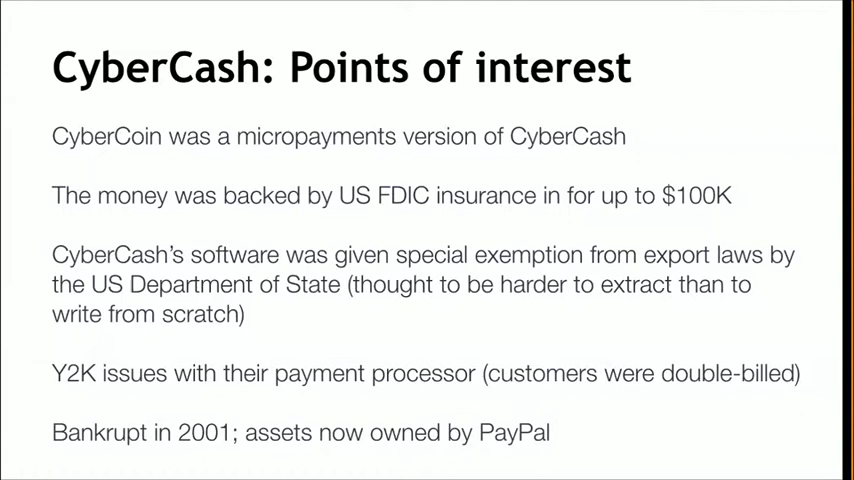 CyberCash: Points of interest
CyberCoin was a micropayments version of CyberCash
The money was backed by US FDIC insurance in for up to $100K
CyberCash's software was given special exemption from export laws by
the US Department of State (thought to be harder to extract than to
write from scratch)
Y2K issues with their payment processor (customers were double-billed)
Bankrupt in 2001; assets now owned by PayPal